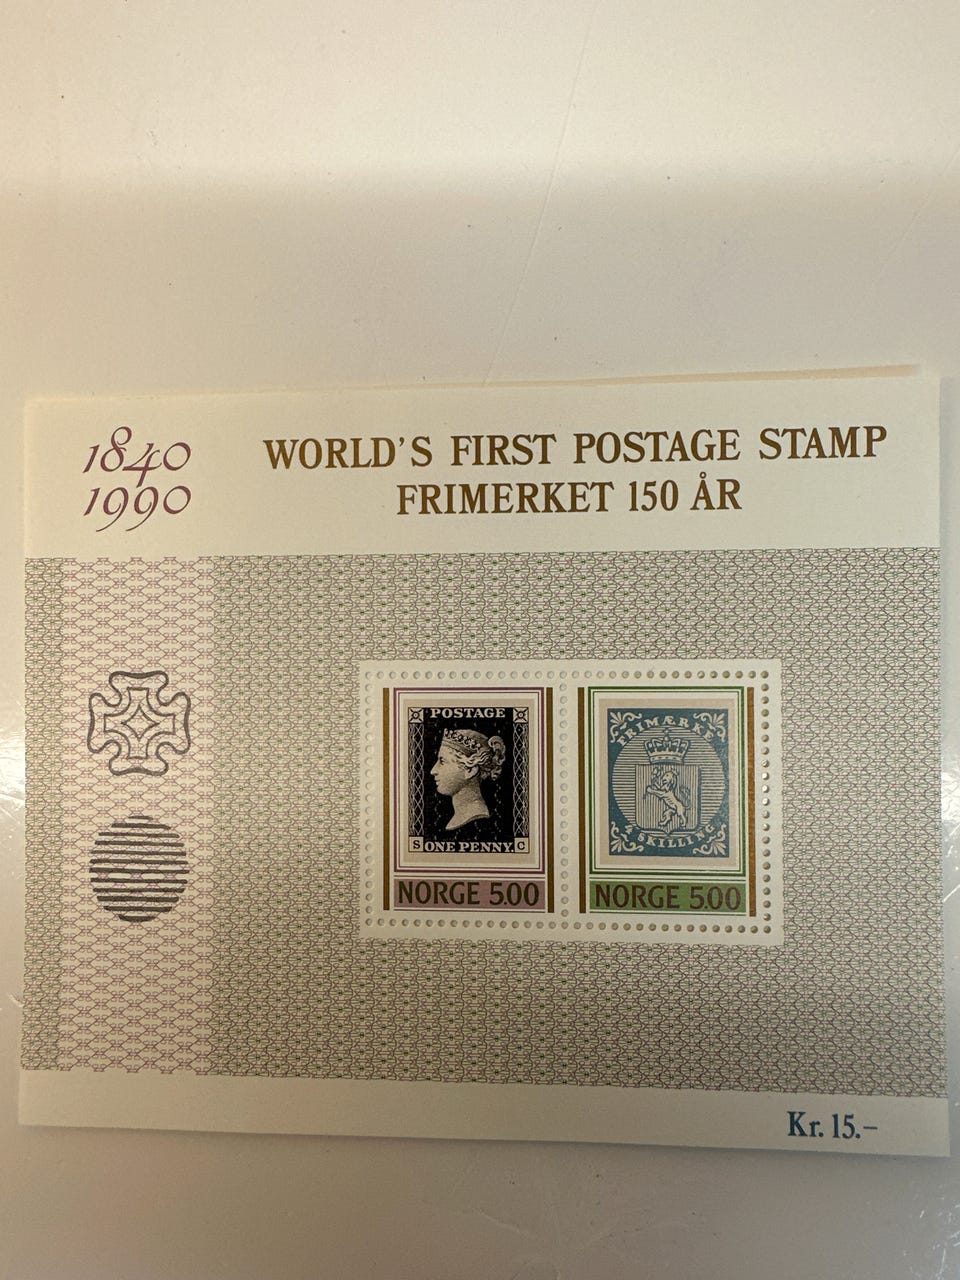 1840
1990
WORLD'S FIRST POSTAGE STAMP
FRIMERKET 150 ÅR
POSTAGE
S ONE PENNY. C
NORGE 5.00
FRIMÆRKE
4 SKILLING
NORGE 5.00
Kr. 15.–